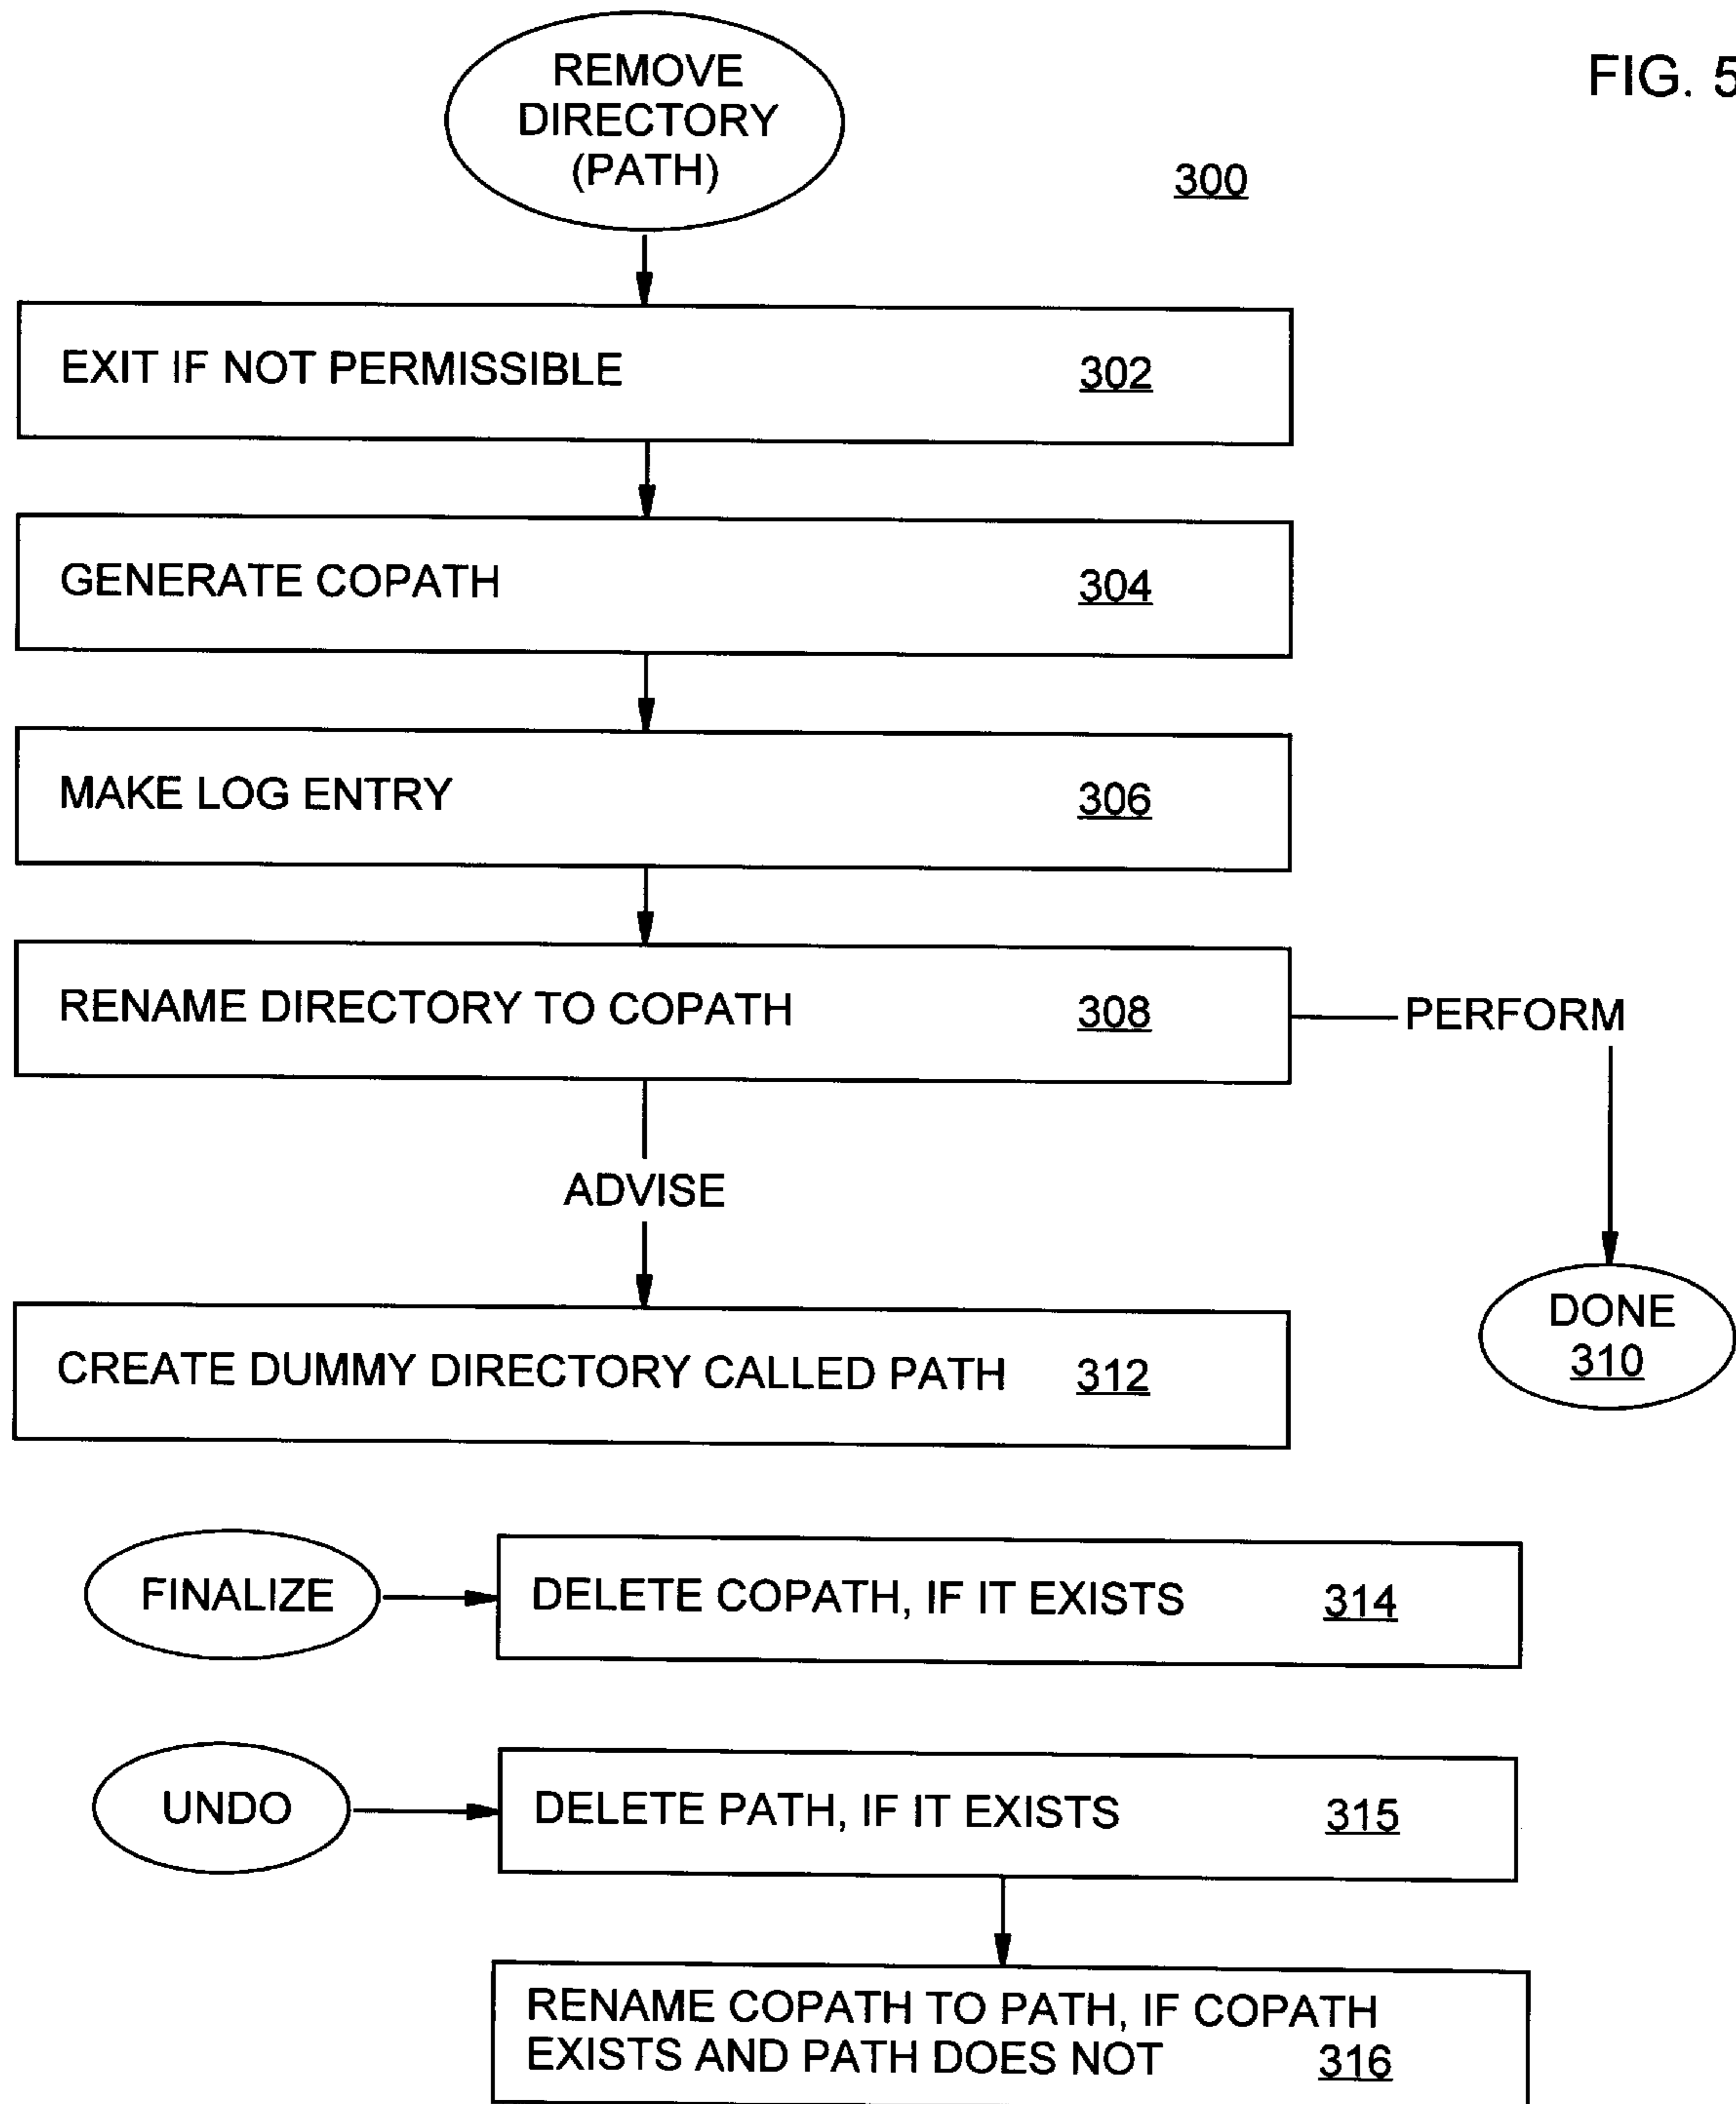 FIG. 5
REMOVE
DIRECTORY
(PATH)
300
EXIT IF NOT PERMISSIBLE 302
GENERATE COPATH 304
MAKE LOG ENTRY 306
RENAME DIRECTORY TO COPATH 308
PERFORM
ADVISE
DONE
310
CREATE DUMMY DIRECTORY CALLED PATH 312
FINALIZE
DELETE COPATH, IF IT EXISTS 314
UNDO
DELETE PATH, IF IT EXISTS 315
RENAME COPATH TO PATH, IF COPATH
EXISTS AND PATH DOES NOT 316